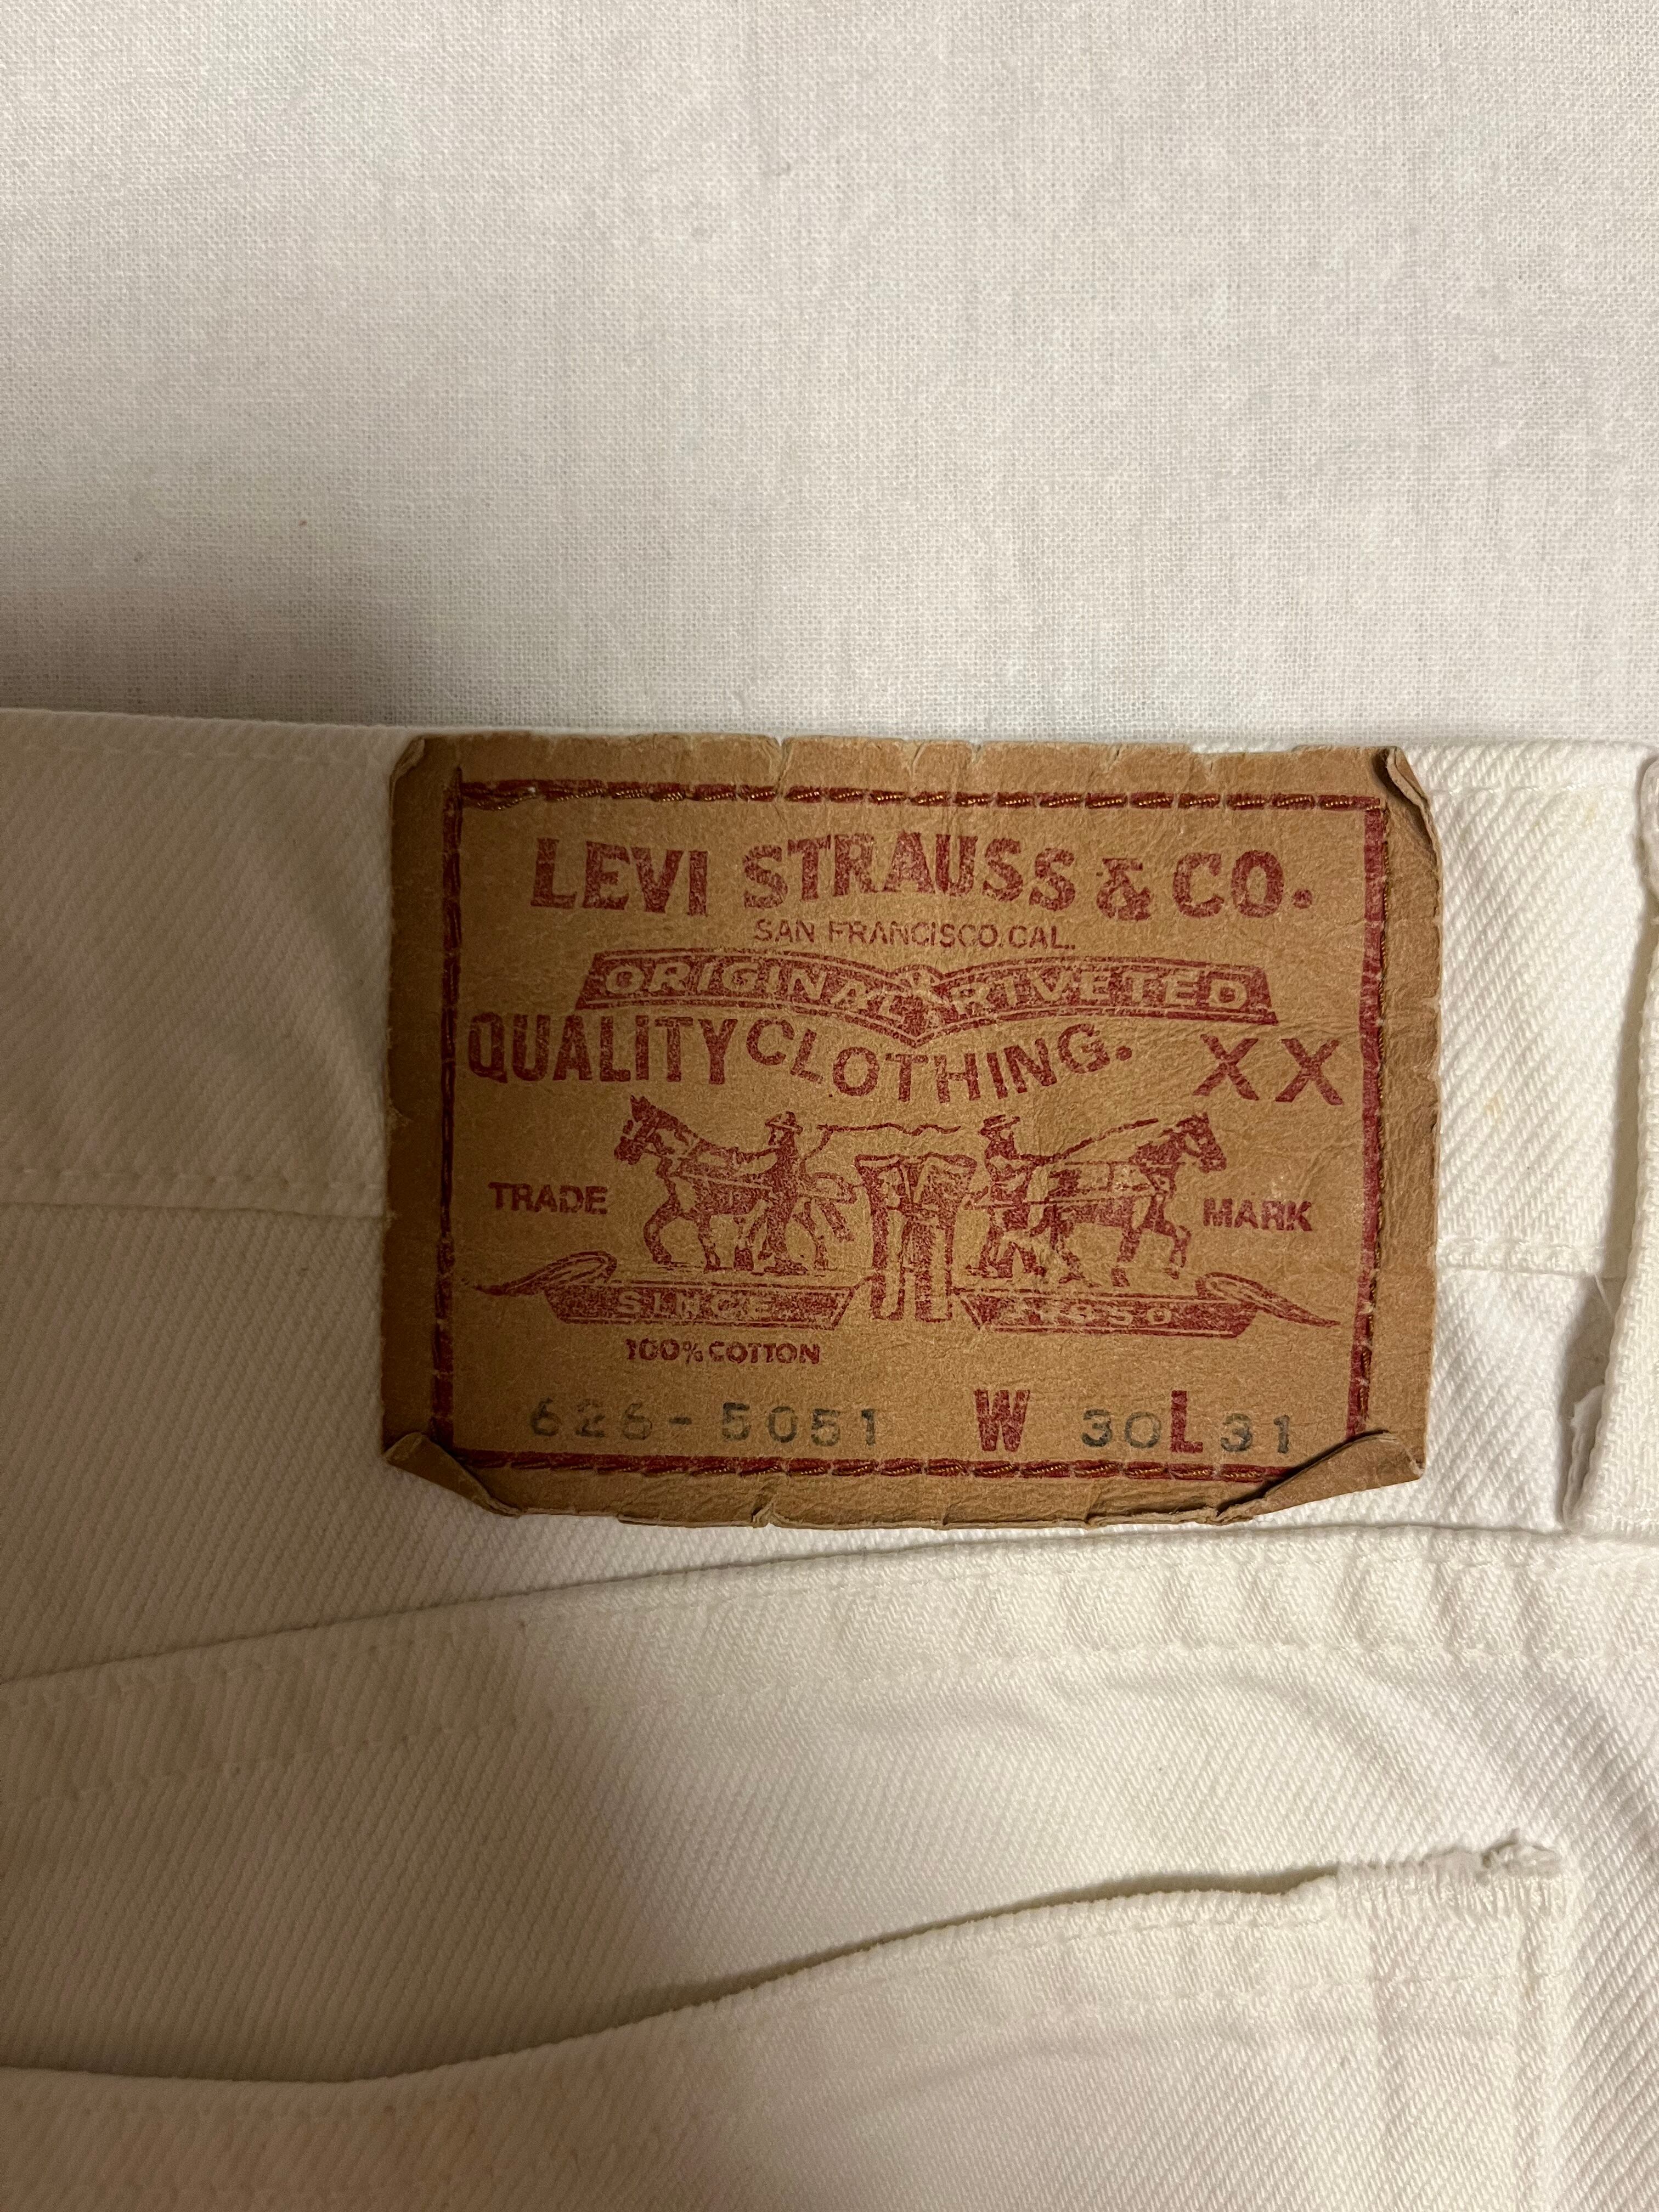 LEVI STRAUSS & CO.
SAN FRANCISCO, CAL.
ORIGINAL RIVETED
QUALITY CLOTHING. XX
TRADE MARK
SINCE 1850
100% COTTON
626-5051 W 30 L 31